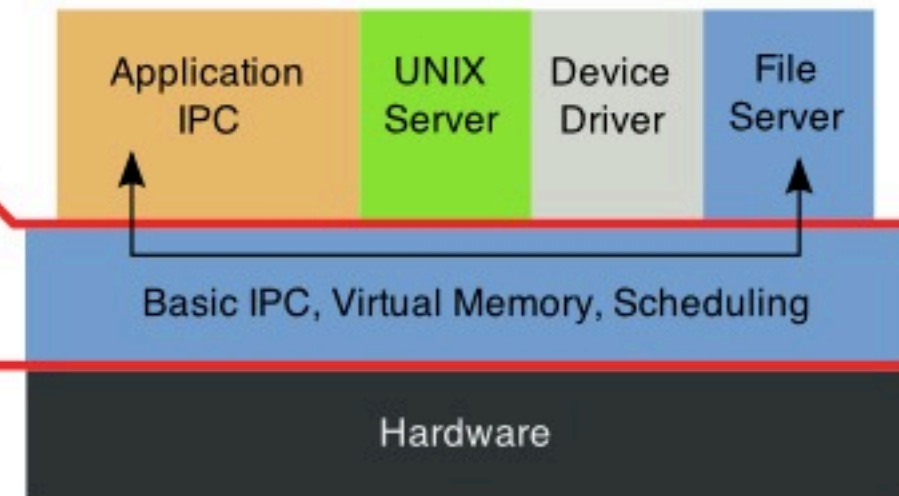 Application
IPC
UNIX
Server
Device
Driver
File
Server
Basic IPC, Virtual Memory, Scheduling
Hardware